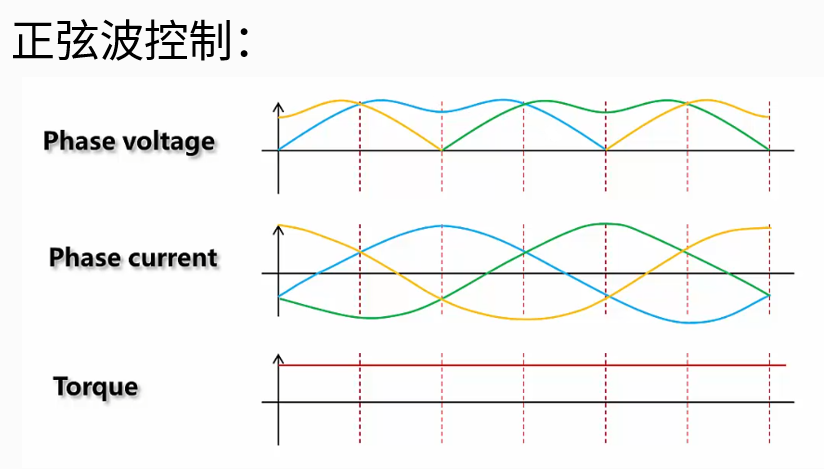 正弦波控制：
Phase voltage
Phase current
Torque